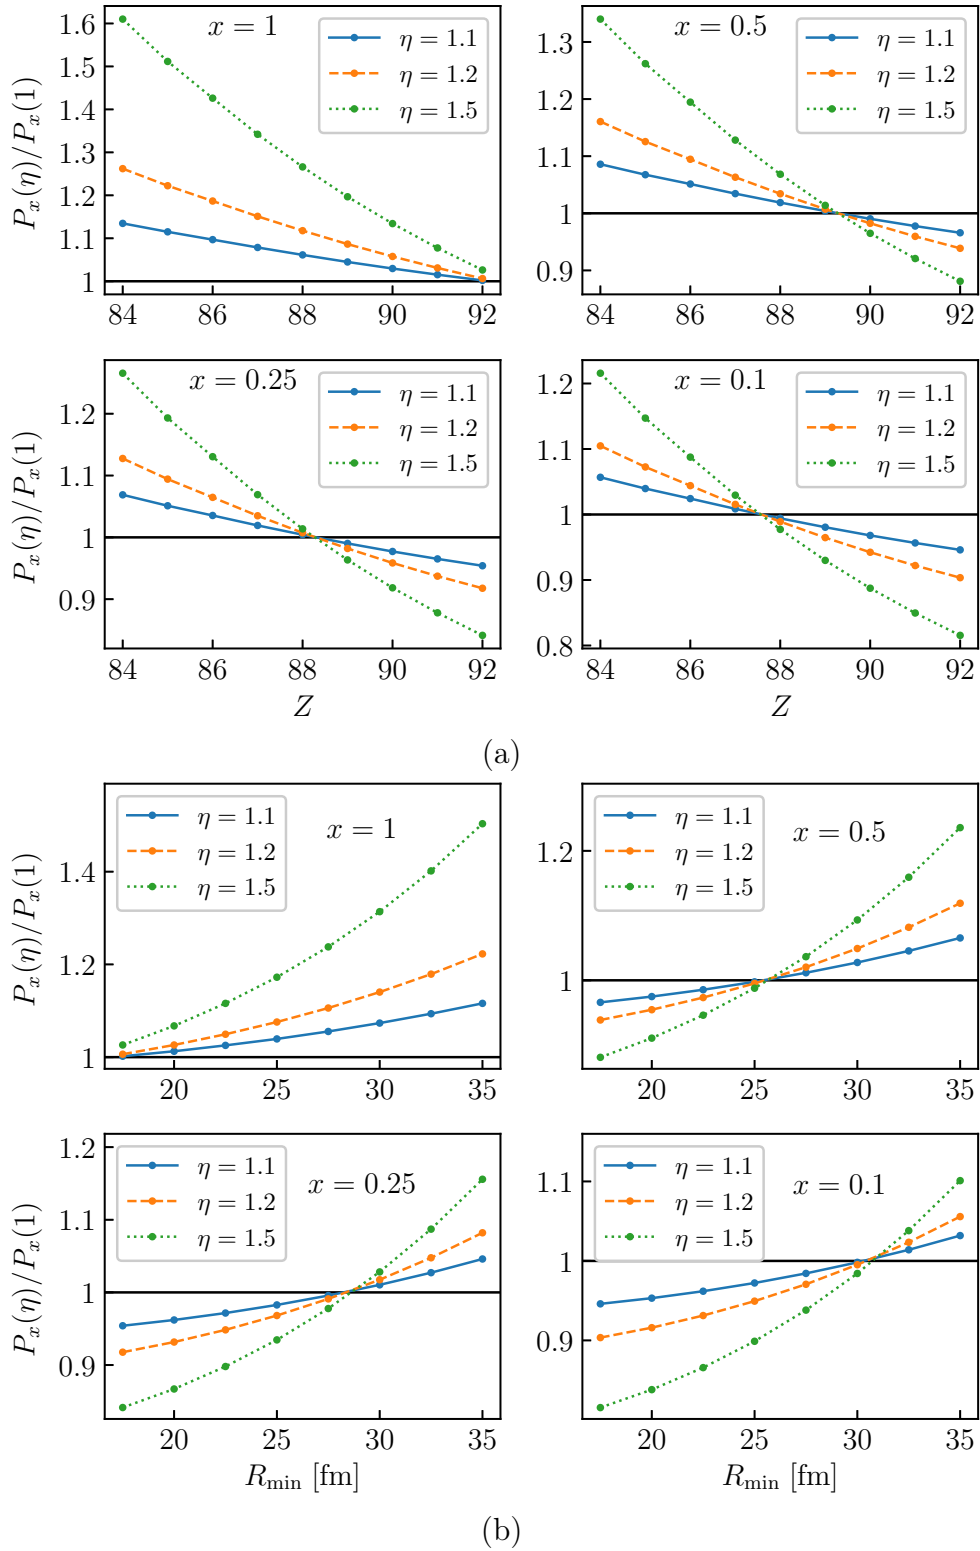 x = 1
η = 1.1
η = 1.2
η = 1.5
P_x(η)/P_x(1)
1.6
1.5
1.4
1.3
1.2
1.1
1
84 86 88 90 92
x = 0.5
η = 1.1
η = 1.2
η = 1.5
1.3
1.2
1.1
1
0.9
84 86 88 90 92
x = 0.25
η = 1.1
η = 1.2
η = 1.5
P_x(η)/P_x(1)
1.2
1.1
1
0.9
84 86 88 90 92
Z
x = 0.1
η = 1.1
η = 1.2
η = 1.5
1.2
1.1
1
0.9
0.8
84 86 88 90 92
Z
(a)
η = 1.1
η = 1.2
η = 1.5
x = 1
P_x(η)/P_x(1)
1.4
1.2
1
20 25 30 35
η = 1.1
η = 1.2
η = 1.5
x = 0.5
1.2
1
20 25 30 35
η = 1.1
η = 1.2
η = 1.5
x = 0.25
P_x(η)/P_x(1)
1.2
1.1
1
0.9
20 25 30 35
R_min [fm]
η = 1.1
η = 1.2
η = 1.5
x = 0.1
1.1
1
0.9
20 25 30 35
R_min [fm]
(b)